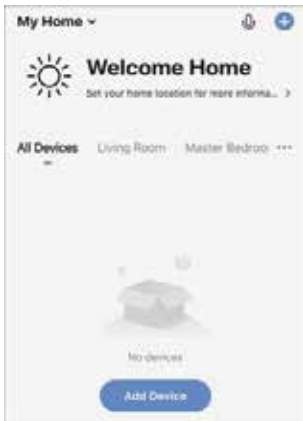 My Home
Welcome Home
Set your home location for more informa... >
All Devices Living Room Master Bedroo ...
No devices
Add Device